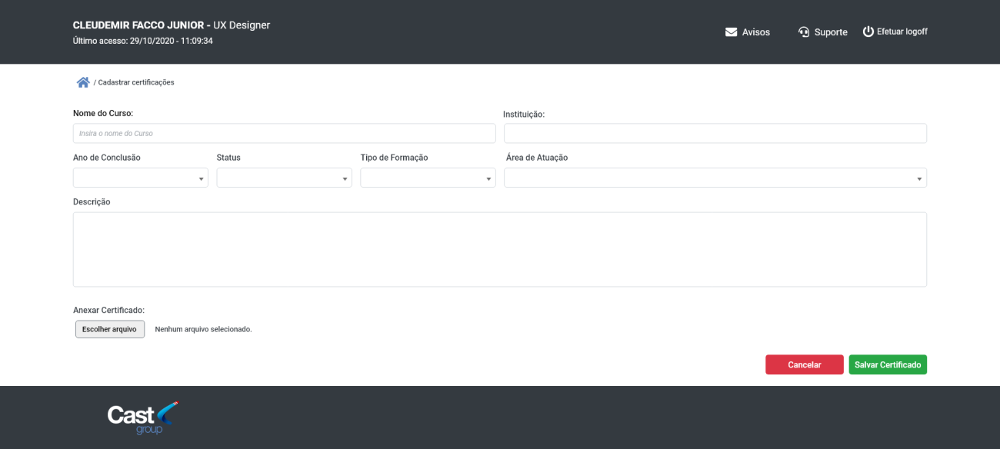 CLEUDEMIR FACCO JUNIOR - UX Designer
Último acesso: 29/10/2020 - 11:09:34
Avisos
Suporte
Efetuar logoff
/ Cadastrar certificações
Nome do Curso:
Instituição:
Insira o nome do Curso
Ano de Conclusão
Status
Tipo de Formação
Área de Atuação
Descrição
Anexar Certificado:
Escolher arquivo
Nenhum arquivo selecionado.
Cancelar
Salvar Certificado
Cast
group